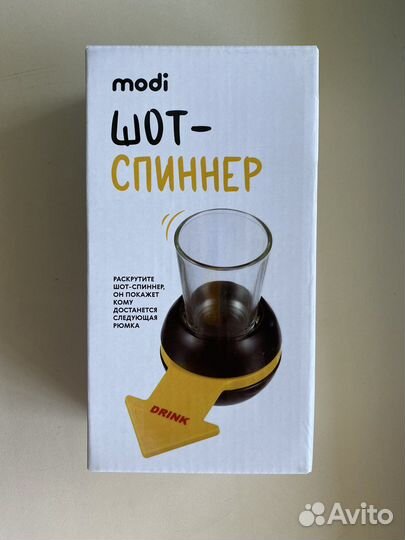 modi
ШОТ-
СПИННЕР
РАСКРУТИТЕ
ШОТ-СПИННЕР,
ОН ПОКАЖЕТ
КОМУ
ДОСТАНЕТСЯ
СЛЕДУЮЩАЯ
РЮМКА
DRINK
Avito